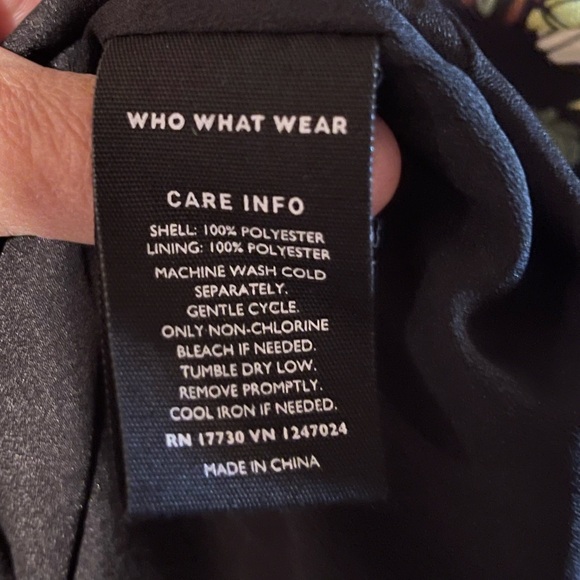 WHO WHAT WEAR
CARE INFO
SHELL: 100% POLYESTER
LINING: 100% POLYESTER
MACHINE WASH COLD
SEPARATELY.
GENTLE CYCLE.
ONLY NON-CHLORINE
BLEACH IF NEEDED.
TUMBLE DRY LOW.
REMOVE PROMPTLY.
COOL IRON IF NEEDED.
RN 17730 VN 1247024
MADE IN CHINA